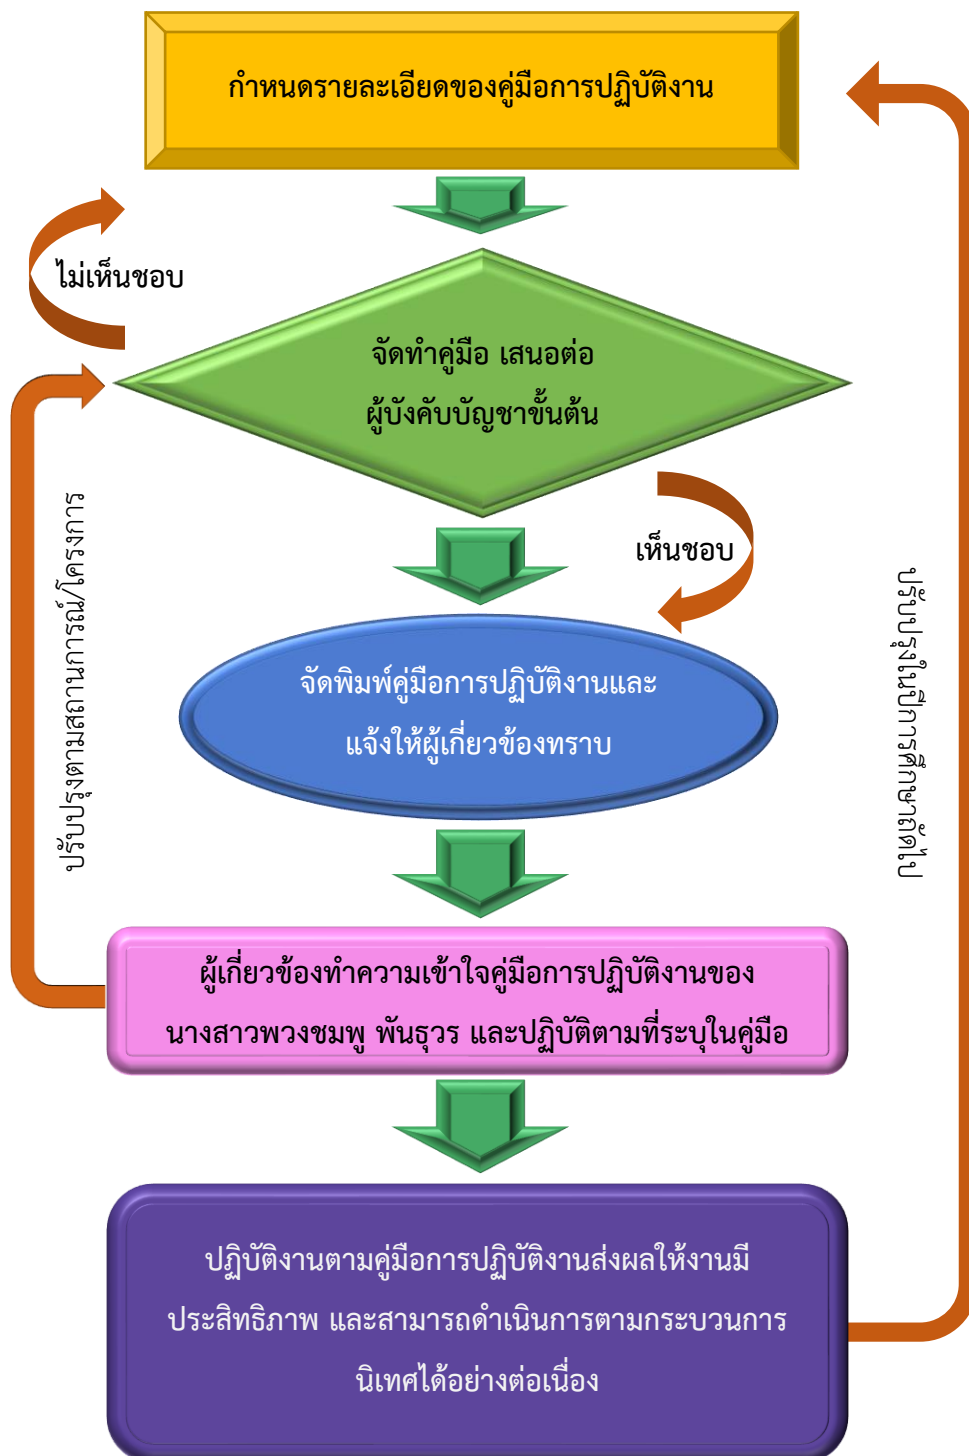 กำหนดรายละเอียดของคู่มือการปฏิบัติงาน
ไม่เห็นชอบ
จัดทำคู่มือ เสนอต่อ
ผู้บังคับบัญชาขั้นต้น
เห็นชอบ
ปรับปรุงตามสถานการณ์/โครงการ
ปรับปรุงในปีการศึกษาถัดไป
จัดพิมพ์คู่มือการปฏิบัติงานและ
แจ้งให้ผู้เกี่ยวข้องทราบ
ผู้เกี่ยวข้องทำความเข้าใจคู่มือการปฏิบัติงานของ
นางสาวพวงชมพู พันธุวร และปฏิบัติตามที่ระบุในคู่มือ
ปฏิบัติงานตามคู่มือการปฏิบัติงานส่งผลให้งานมี
ประสิทธิภาพ และสามารถดำเนินการตามกระบวนการ
นิเทศได้อย่างต่อเนื่อง